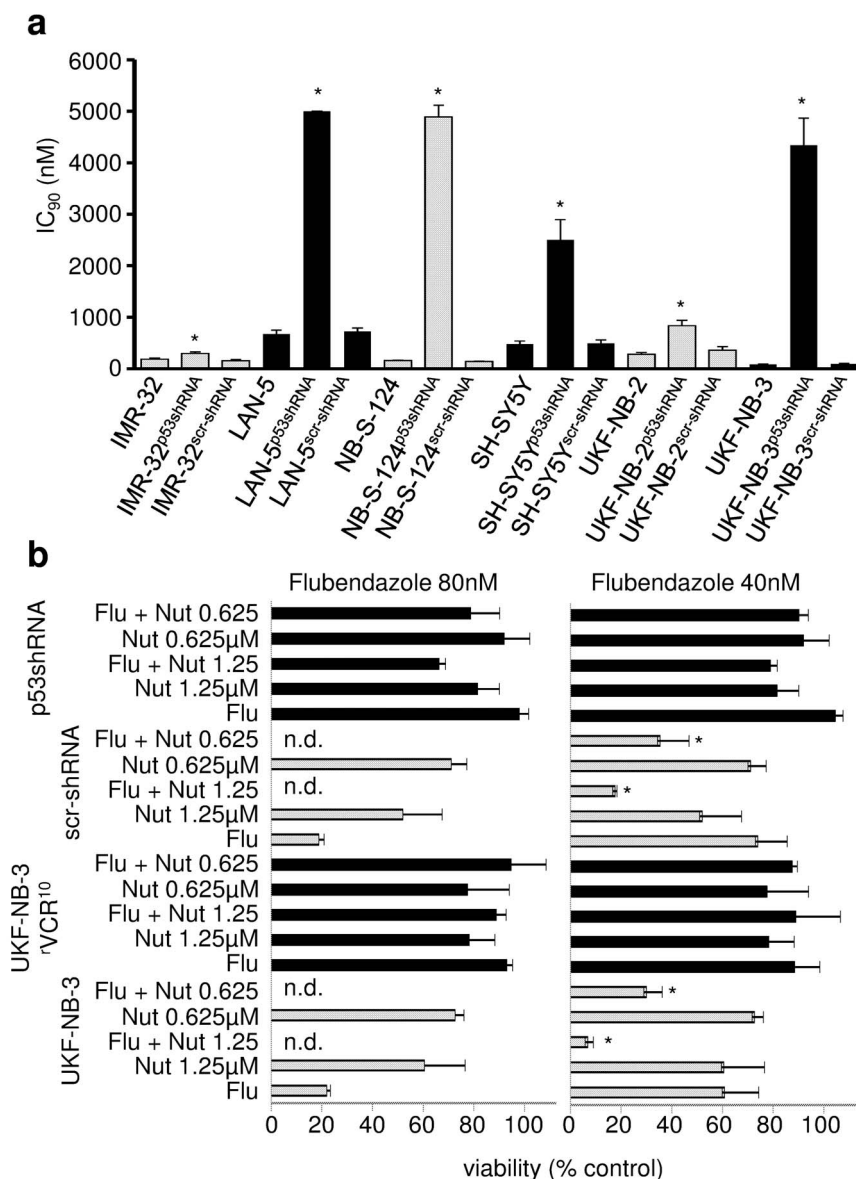 a
6000
5000
4000
3000
2000
1000
0
IC90 (nM)
* * * * * *
IMR-32
IMR-32p53shRNA
IMR-32scr-shRNA
LAN-5
LAN-5p53shRNA
LAN-5scr-shRNA
NB-S-124
NB-S-124p53shRNA
NB-S-124scr-shRNA
SH-SY5Y
SH-SY5Yp53shRNA
SH-SY5Yscr-shRNA
UKF-NB-2
UKF-NB-2p53shRNA
UKF-NB-2scr-shRNA
UKF-NB-3
UKF-NB-3p53shRNA
UKF-NB-3scr-shRNA
b
Flubendazole 80nM Flubendazole 40nM
p53shRNA
Flu + Nut 0.625
Nut 0.625µM
Flu + Nut 1.25
Nut 1.25µM
Flu
scr-shRNA
Flu + Nut 0.625 n.d. *
Nut 0.625µM
Flu + Nut 1.25 n.d. *
Nut 1.25µM
Flu
UKF-NB-3
rVCR10
Flu + Nut 0.625
Nut 0.625µM
Flu + Nut 1.25
Nut 1.25µM
Flu
UKF-NB-3
Flu + Nut 0.625 n.d. *
Nut 0.625µM
Flu + Nut 1.25 n.d. *
Nut 1.25µM
Flu
0 20 40 60 80 100 0 20 40 60 80 100
viability (% control)